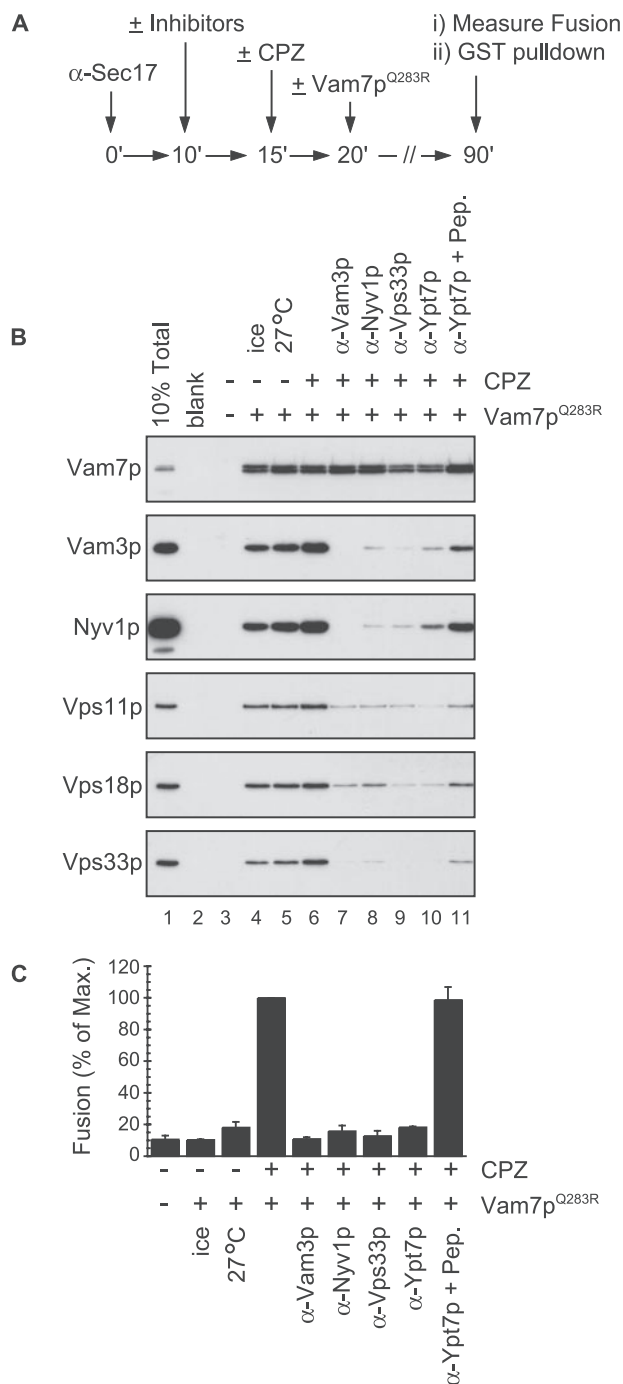 A
α-Sec17
± Inhibitors
± CPZ
± Vam7pQ283R
i) Measure Fusion
ii) GST pulldown
0' 10' 15' 20' // 90'
B
10% Total
blank
ice
27°C
α-Vam3p
α-Nyv1p
α-Vps33p
α-Ypt7p
α-Ypt7p + Pep.
- - - + + + + + + CPZ
- + + + + + + + + Vam7pQ283R
Vam7p
Vam3p
Nyv1p
Vps11p
Vps18p
Vps33p
1 2 3 4 5 6 7 8 9 10 11
C
Fusion (% of Max.)
120
100
80
60
40
20
0
- - - + + + + + + CPZ
- + + + + + + + + Vam7pQ283R
ice
27°C
α-Vam3p
α-Nyv1p
α-Vps33p
α-Ypt7p
α-Ypt7p + Pep.